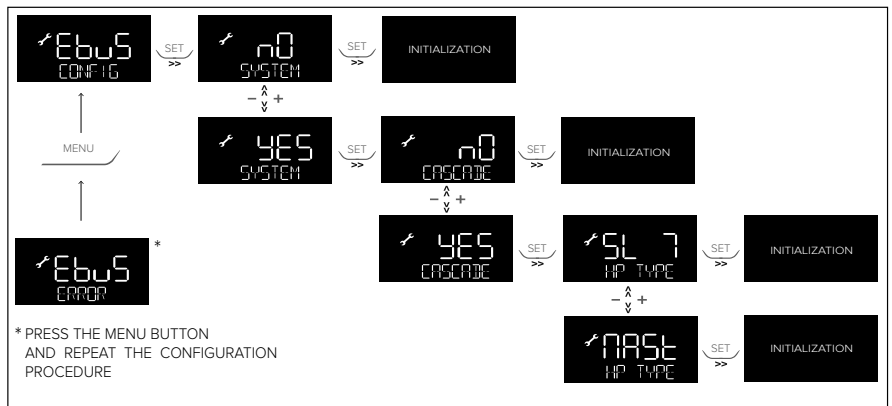 EbuS
CONFIG
SET
>>
nO
SYSTEM
SET
>>
INITIALIZATION
- +
MENU
YES
SYSTEM
SET
>>
nO
CASCADE
SET
>>
INITIALIZATION
- +
EbuS
ERROR
*
YES
CASCADE
SET
>>
SL 7
HP TYPE
SET
>>
INITIALIZATION
- +
* PRESS THE MENU BUTTON
AND REPEAT THE CONFIGURATION
PROCEDURE
MASt
HP TYPE
SET
>>
INITIALIZATION